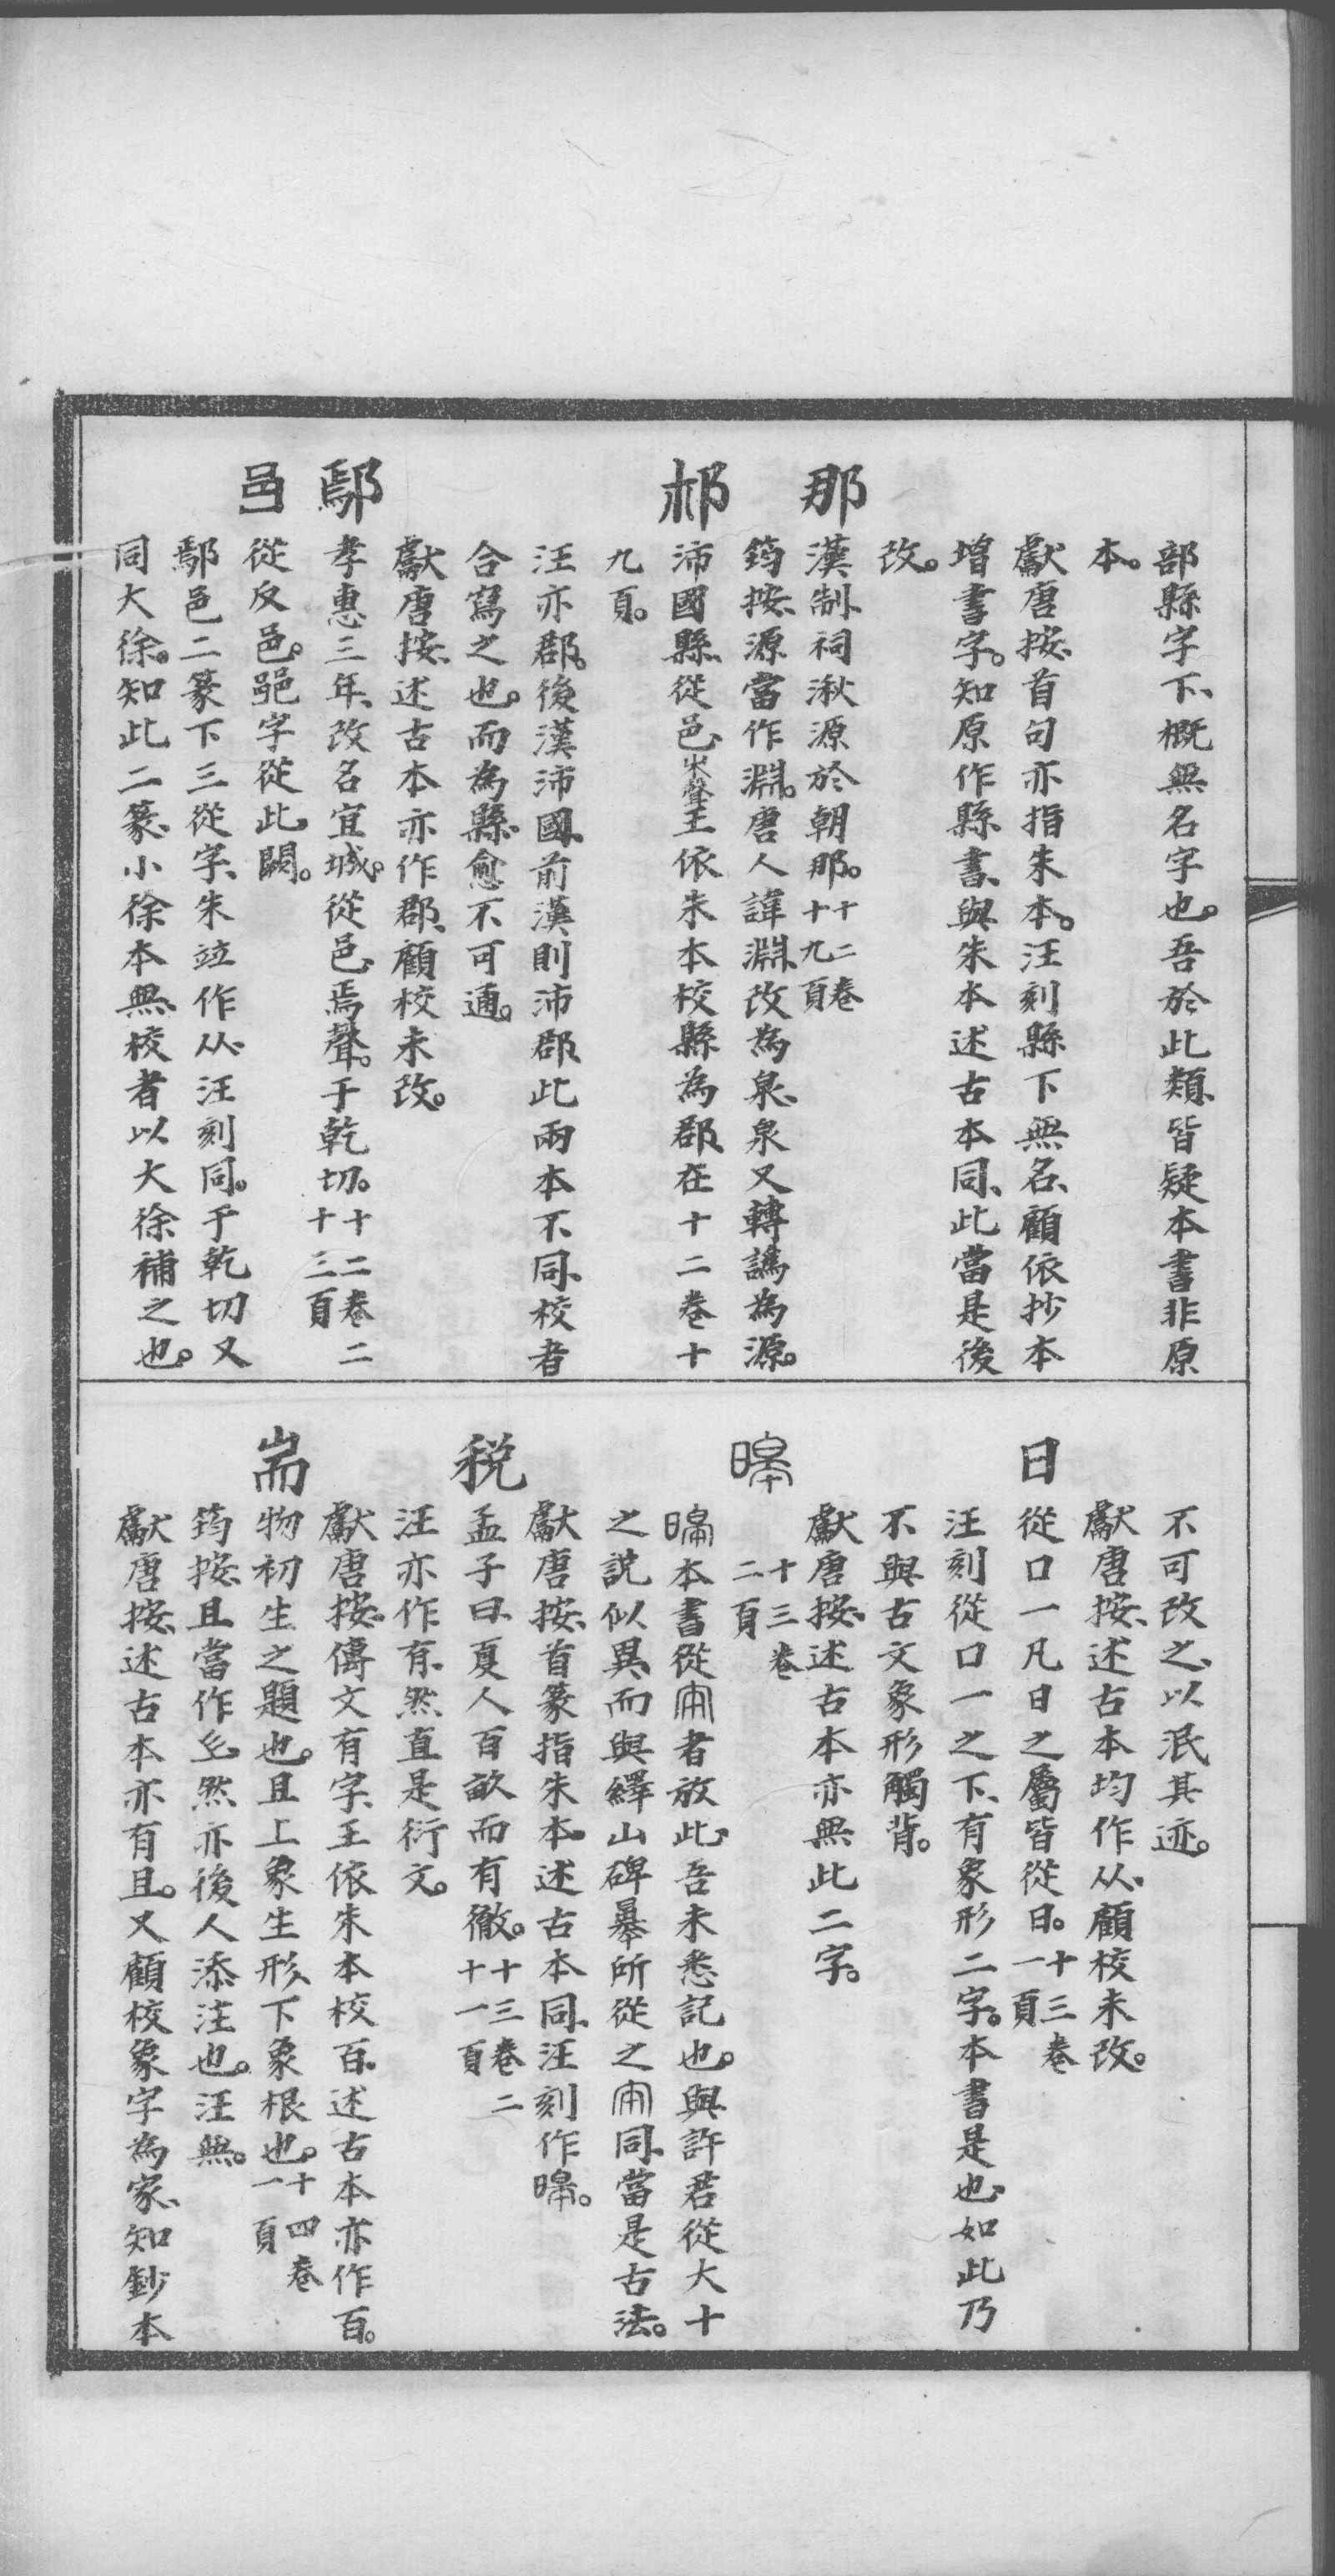 部縣字下、概無名字也。吾於此類、皆疑本書非原
本。
獻唐按、首句亦指朱本。汪刻縣下無名、顧依抄本
增書字。知原作縣書、與朱本述古本同、此當是後
改。
那
漢制、祠湫源於朝那。十二卷十九頁
筠按、源當作淵。唐人諱淵、改為泉、泉又轉譌為源。
𨚍
沛國縣、從邑、𣎵聲王依朱本校縣為郡、在十二卷十
九頁。
汪亦郡。後漢沛國、前漢則沛郡、此兩本不同、校者
合寫之也。而為縣、愈不可通。
獻唐按、述古本亦作郡、顧校未改。
鄢
孝惠三年、改名宜城。從邑、焉聲。于乾切。十二卷二十二頁
𨙨
從反邑。𨛜字從此、闕。
鄢邑二篆下三從字、朱竝作从、汪刻同。于乾切又
同大徐。知此二篆、小徐本無、校者以大徐補之也。
不可改之、以泯其迹。
獻唐按、述古本均作从、顧校未改。
日
從口一凡日之屬皆從日。十三卷一頁
汪刻從口一之下、有象形二字。本書是也、如此乃
不與古文象形觸背。
獻唐按、述古本亦無此二字。
暤
十三卷二頁
本書從者放此、吾未悉記也。與許君從大十
之說似異、而與繹山碑暴所從之同、當是古法。
獻唐按、首篆指朱本。述古本同、汪刻作暤。
稅
孟子曰、夏人百畝而有徹。十三卷二十一頁
汪亦作有、然直是衍文。
獻唐按、傳文有字、王依朱本校百、述古本亦作百。
耑
物初生之題也。且上象生形、下象根也。十四卷一頁
筠按、且當作𡳿、然亦後人添注也。汪無。
獻唐按、述古本亦有且。又顧校象字為家、知鈔本